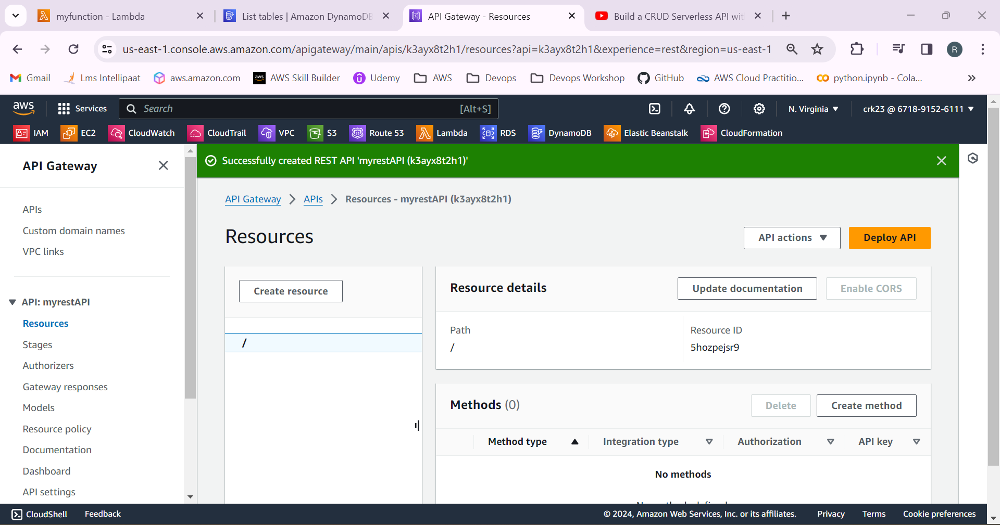 myfunction - Lambda
List tables | Amazon DynamoDB
API Gateway - Resources
Build a CRUD Serverless API wit
us-east-1.console.aws.amazon.com/apigateway/main/apis/k3ayx8t2h1/resources?api=k3ayx8t2h1&experience=rest&region=us-east-1
R
Gmail
Lms Intellipaat
aws.amazon.com
aws
AWS Skill Builder
Udemy
AWS
Devops
Devops Workshop
GitHub
AWS Cloud Practitio...
python.ipynb - Cola...
aws
Services
Search
[Alt+S]
N. Virginia
crk23 @ 6718-9152-6111
IAM
EC2
CloudWatch
CloudTrail
VPC
S3
53
Route 53
Lambda
RDS
DynamoDB
Elastic Beanstalk
CloudFormation
API Gateway
APIs
Custom domain names
VPC links
API: myrestAPI
Resources
Stages
Authorizers
Gateway responses
Models
Resource policy
Documentation
Dashboard
API settings
Successfully created REST API 'myrestAPI (k3ayx8t2h1)'
API Gateway
APIs
Resources - myrestAPI (k3ayx8t2h1)
Resources
API actions
Deploy API
Create resource
/
Resource details
Update documentation
Enable CORS
Path
/
Resource ID
5hozpejsr9
Methods (0)
Delete
Create method
Method type
Integration type
Authorization
API key
No methods
CloudShell
Feedback
© 2024, Amazon Web Services, Inc. or its affiliates.
Privacy
Terms
Cookie preferences